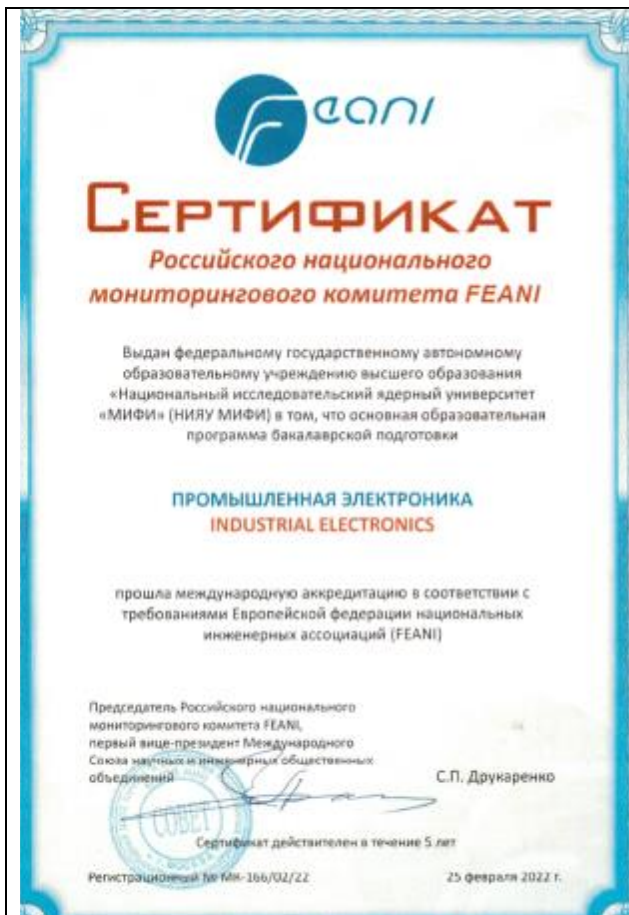 Feani
СЕРТИФИКАТ
Российского национального
мониторингового комитета FEANI
Выдан федеральному государственному автономному
образовательному учреждению высшего образования
«Национальный исследовательский ядерный университет
«МИФИ» (НИЯУ МИФИ) в том, что основная образовательная
программа бакалаврской подготовки
ПРОМЫШЛЕННАЯ ЭЛЕКТРОНИКА
INDUSTRIAL ELECTRONICS
прошла международную аккредитацию в соответствии с
требованиями Европейской федерации национальных
инженерных ассоциаций (FEANI)
Председатель Российского национального
мониторингового комитета FEANI,
первый вице-президент Международного
Союза научных и инженерных общественных
объединений
С.П. Друкаренко
СОВЕТ
Сертификат действителен в течение 5 лет
Регистрационный № МК-166/02/22
25 февраля 2022 г.